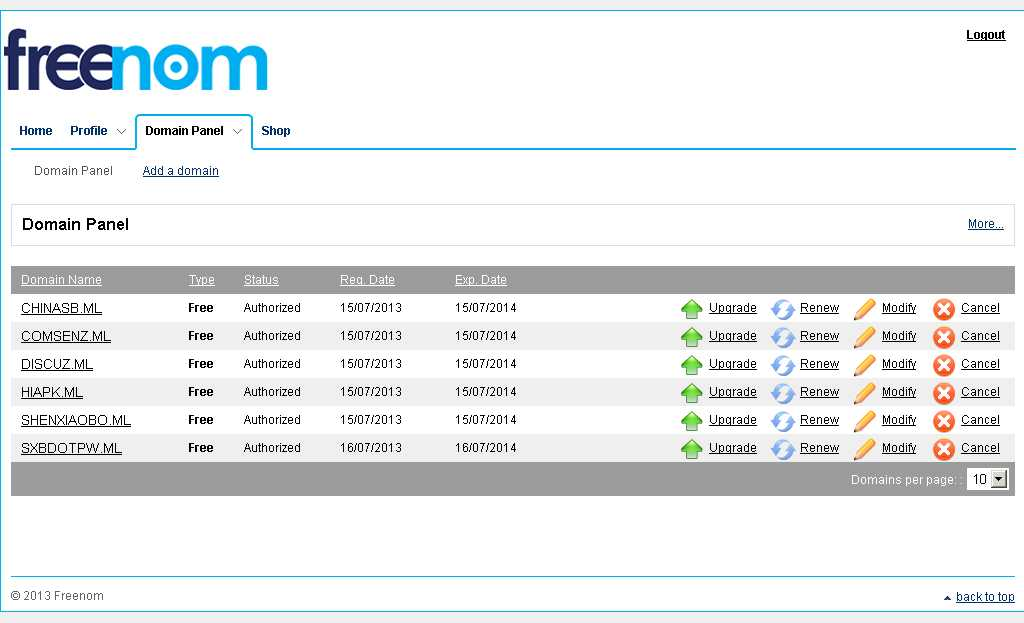 Logout
freenom
Home Profile Domain Panel Shop
Domain Panel Add a domain
Domain Panel More...
Domain Name Type Status Reg. Date Exp. Date
CHINASB.ML Free Authorized 15/07/2013 15/07/2014 Upgrade Renew Modify Cancel
COMSENZ.ML Free Authorized 15/07/2013 15/07/2014 Upgrade Renew Modify Cancel
DISCUZ.ML Free Authorized 15/07/2013 15/07/2014 Upgrade Renew Modify Cancel
HIAPK.ML Free Authorized 15/07/2013 15/07/2014 Upgrade Renew Modify Cancel
SHENXIAOBO.ML Free Authorized 15/07/2013 15/07/2014 Upgrade Renew Modify Cancel
SXBDOTPW.ML Free Authorized 16/07/2013 16/07/2014 Upgrade Renew Modify Cancel
Domains per page: : 10
© 2013 Freenom back to top